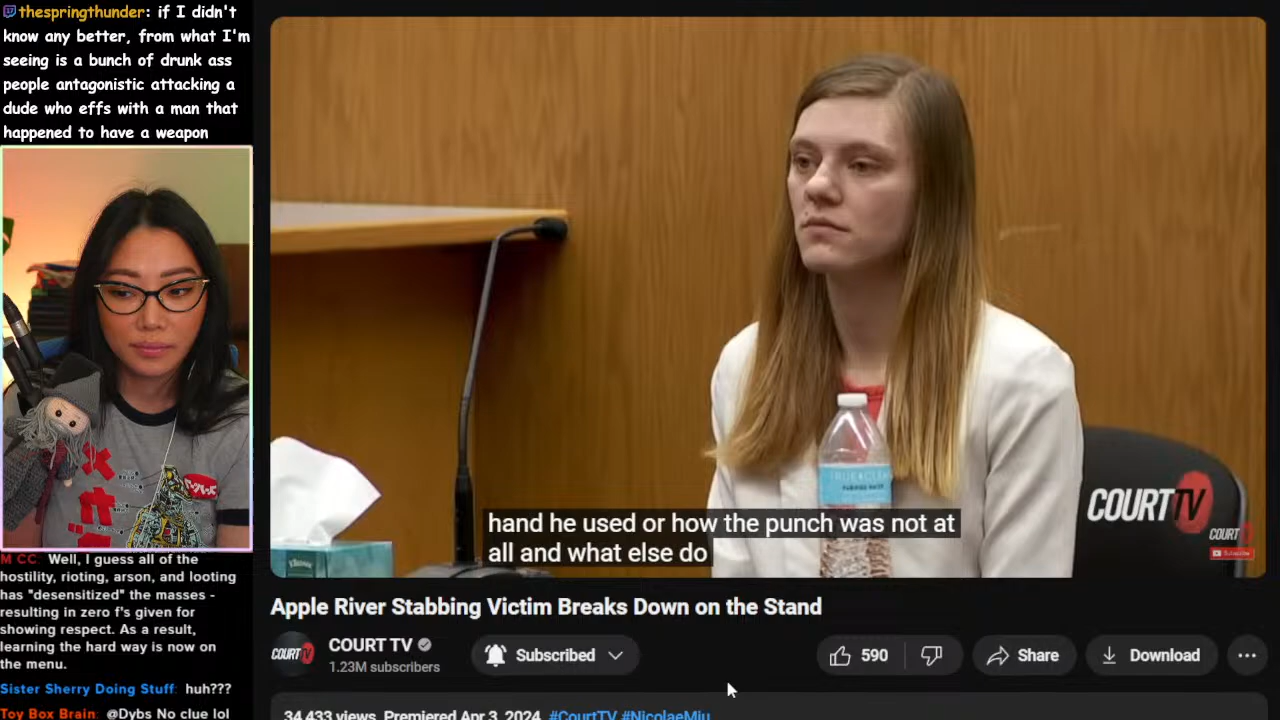 thespringthunder: if I didn't
know any better, from what I'm
seeing is a bunch of drunk ass
people antagonistic attacking a
dude who effs with a man that
happened to have a weapon
M CC: Well, I guess all of the
hostility, rioting, arson, and looting
has "desensitized" the masses -
resulting in zero f's given for
showing respect. As a result,
learning the hard way is now on
the menu.
Sister Sherry Doing Stuff: huh???
Toy Box Brain: @Dybs No clue lol
COURT TV
COURT
Subscribe
hand he used or how the punch was not at
all and what else do
Kleenex
Apple River Stabbing Victim Breaks Down on the Stand
COURT TV
COURT TV
1.23M subscribers
Subscribed
590
Share
Download
34,433 views Premiered Apr 3, 2024 #CourtTV #NicolaeMiu